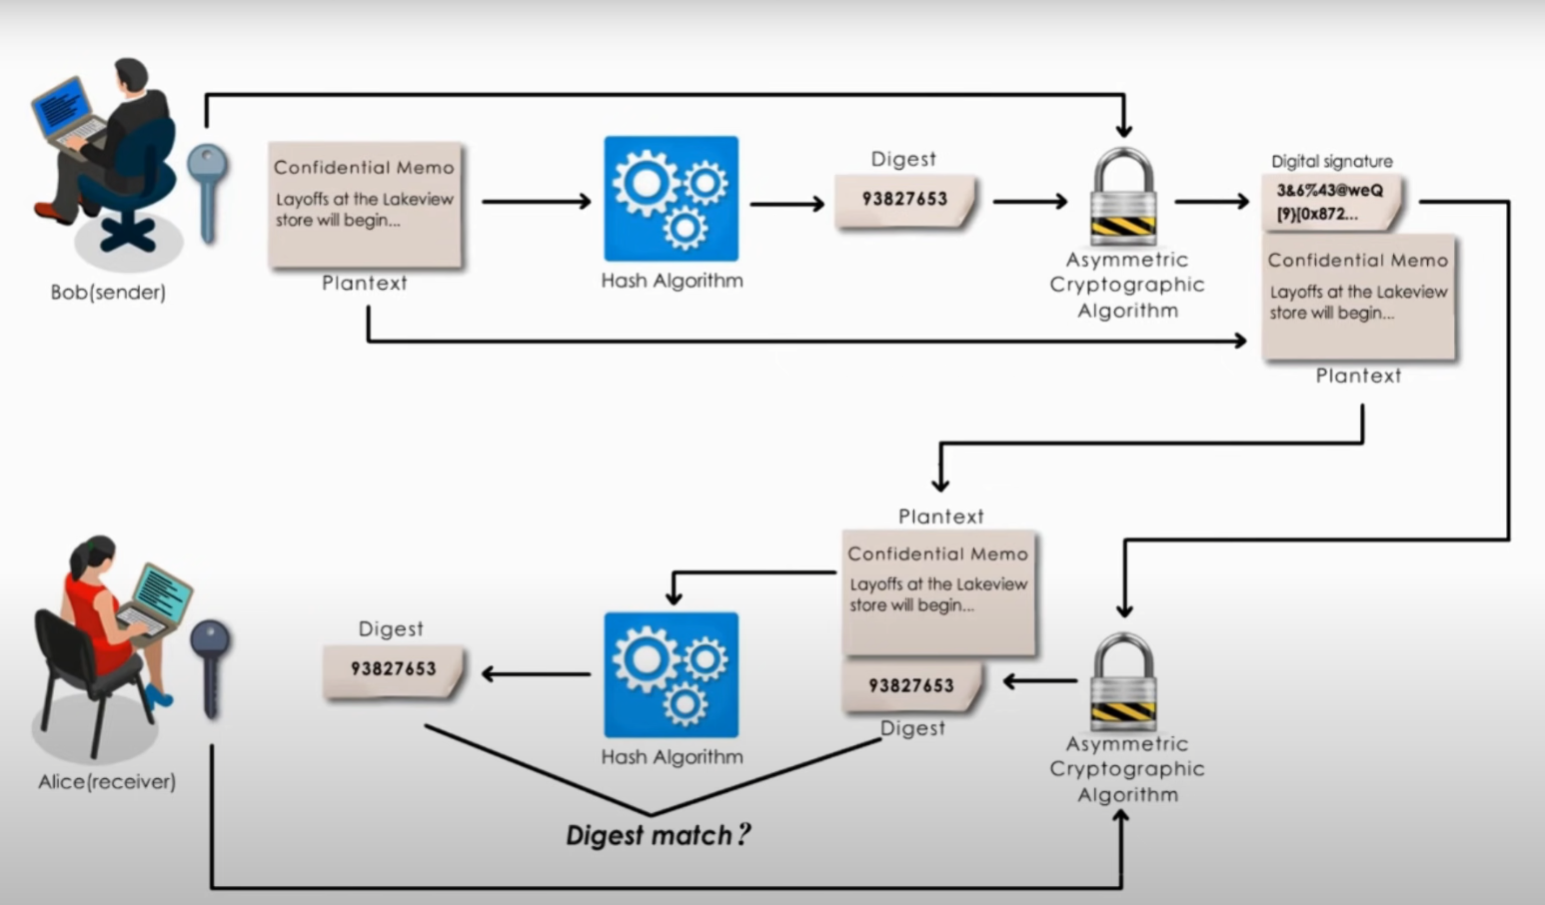 Bob(sender)
Confidential Memo
Layoffs at the Lakeview
store will begin...
Plantext
Hash Algorithm
Digest
93827653
Asymmetric
Cryptographic
Algorithm
Digital signature
3&6%43@weQ
[9}[0x872...
Confidential Memo
Layoffs at the Lakeview
store will begin...
Plantext
Alice(receiver)
Digest
93827653
Hash Algorithm
Plantext
Confidential Memo
Layoffs at the Lakeview
store will begin...
93827653
Digest
Asymmetric
Cryptographic
Algorithm
Digest match?